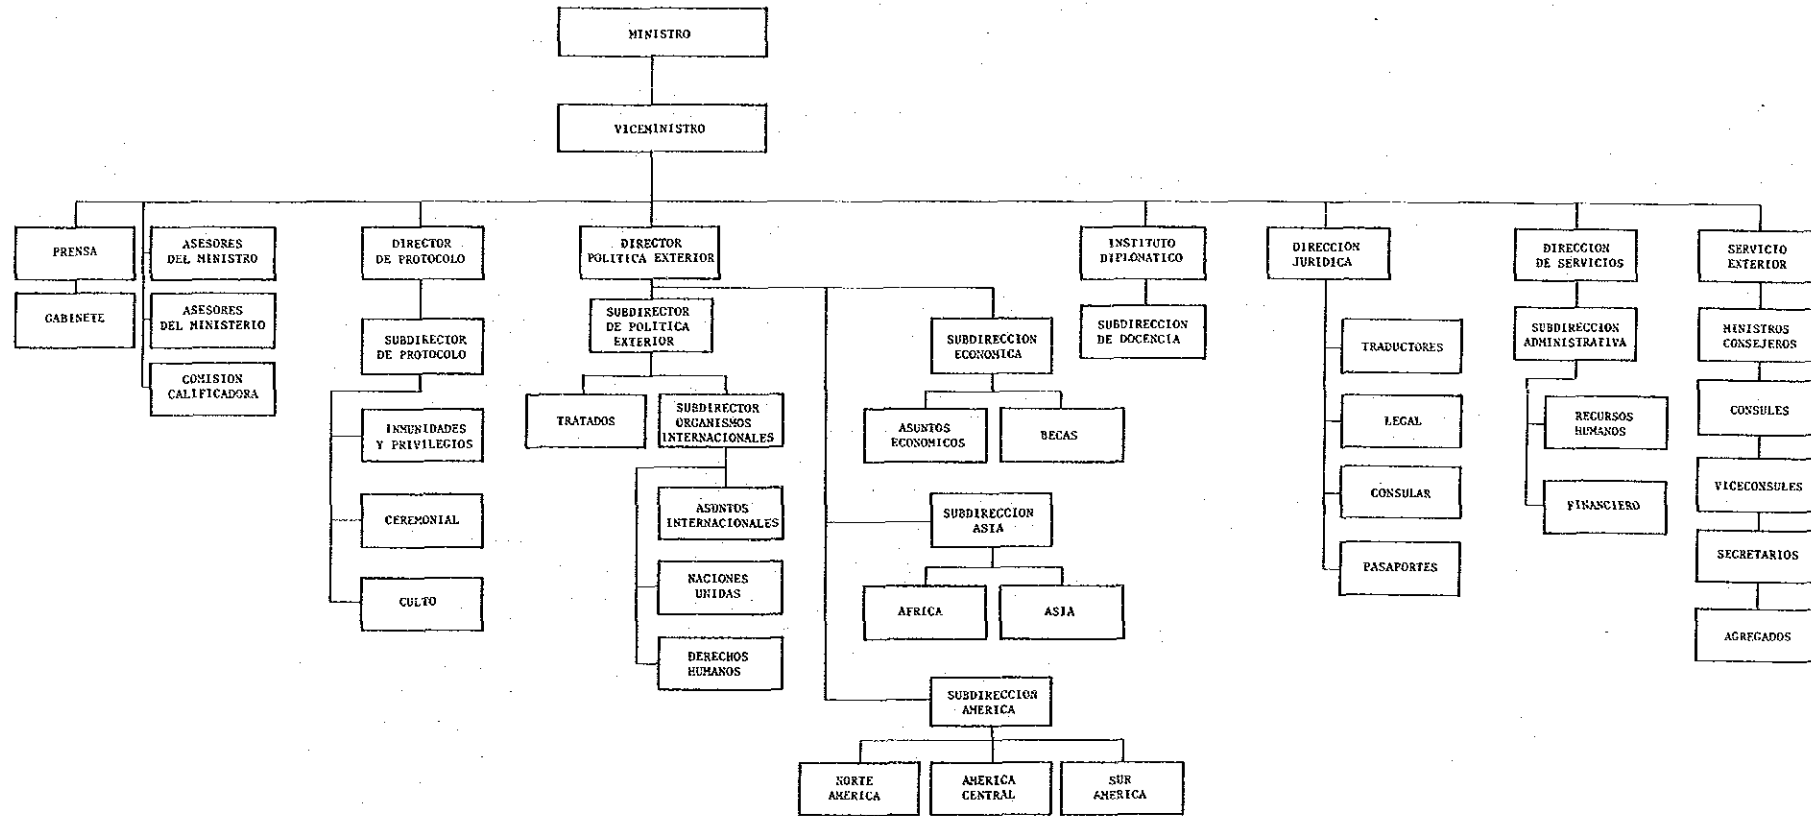 MINISTRO
VICEMINISTRO
PRENSA
GABINETE
ASESORES
DEL MINISTRO
ASESORES
DEL MINISTERIO
COMISION
CALIFICADORA
DIRECTOR
DE PROTOCOLO
SUBDIRECTOR
DE PROTOCOLO
INMUNIDADES
Y PRIVILEGIOS
CEREMONIAL
CULTO
DIRECTOR
POLITICA EXTERIOR
SUBDIRECTOR
DE POLITICA
EXTERIOR
TRATADOS
SUBDIRECTOR
ORGANISMOS
INTERNACIONALES
ASUNTOS
INTERNACIONALES
NACIONES
UNIDAS
DERECHOS
HUMANOS
SUBDIRECCION
ECONOMICA
ASUNTOS
ECONOMICOS
BECAS
SUBDIRECCION
ASIA
AFRICA
ASIA
SUBDIRECCION
AMERICA
NORTE
AMERICA
AMERICA
CENTRAL
SUR
AMERICA
INSTITUTO
DIPLOMATICO
SUBDIRECCION
DE DOCENCIA
DIRECCION
JURIDICA
TRADUCTORES
LEGAL
CONSULAR
PASAPORTES
DIRECCION
DE SERVICIOS
SUBDIRECCION
ADMINISTRATIVA
RECURSOS
HUMANOS
FINANCIERO
SERVICIO
EXTERIOR
MINISTROS
CONSEJEROS
CONSULES
VICECONSULES
SECRETARIOS
AGREGADOS